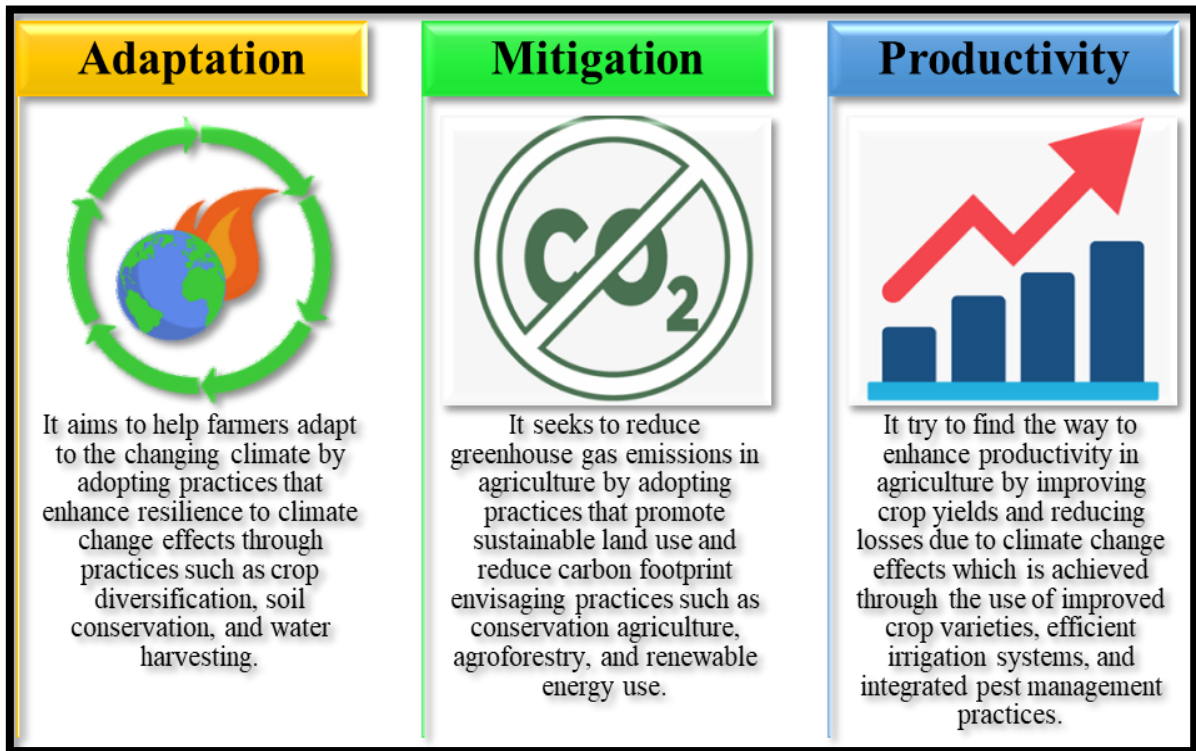 Adaptation
It aims to help farmers adapt
to the changing climate by
adopting practices that
enhance resilience to climate
change effects through
practices such as crop
diversification, soil
conservation, and water
harvesting.
Mitigation
CO2
It seeks to reduce
greenhouse gas emissions in
agriculture by adopting
practices that promote
sustainable land use and
reduce carbon footprint
envisaging practices such as
conservation agriculture,
agroforestry, and renewable
energy use.
Productivity
It try to find the way to
enhance productivity in
agriculture by improving
crop yields and reducing
losses due to climate change
effects which is achieved
through the use of improved
crop varieties, efficient
irrigation systems, and
integrated pest management
practices.